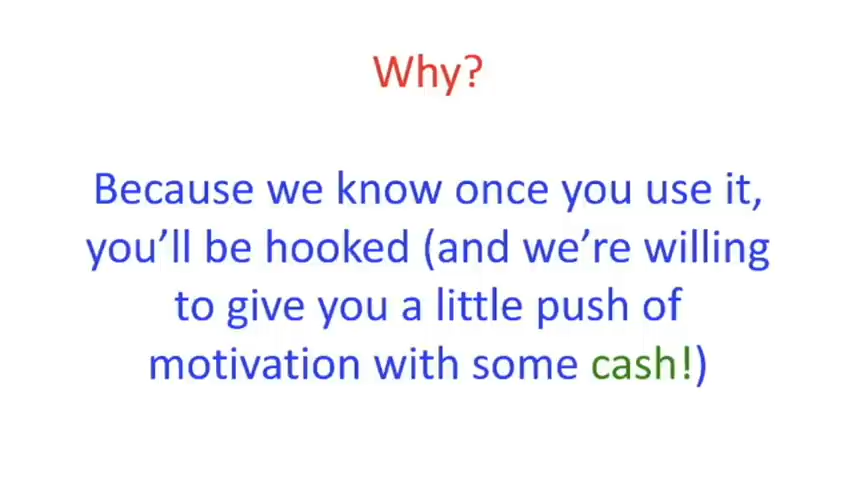 Why?
Because we know once you use it,
you’ll be hooked (and we’re willing
to give you a little push of
motivation with some cash!)